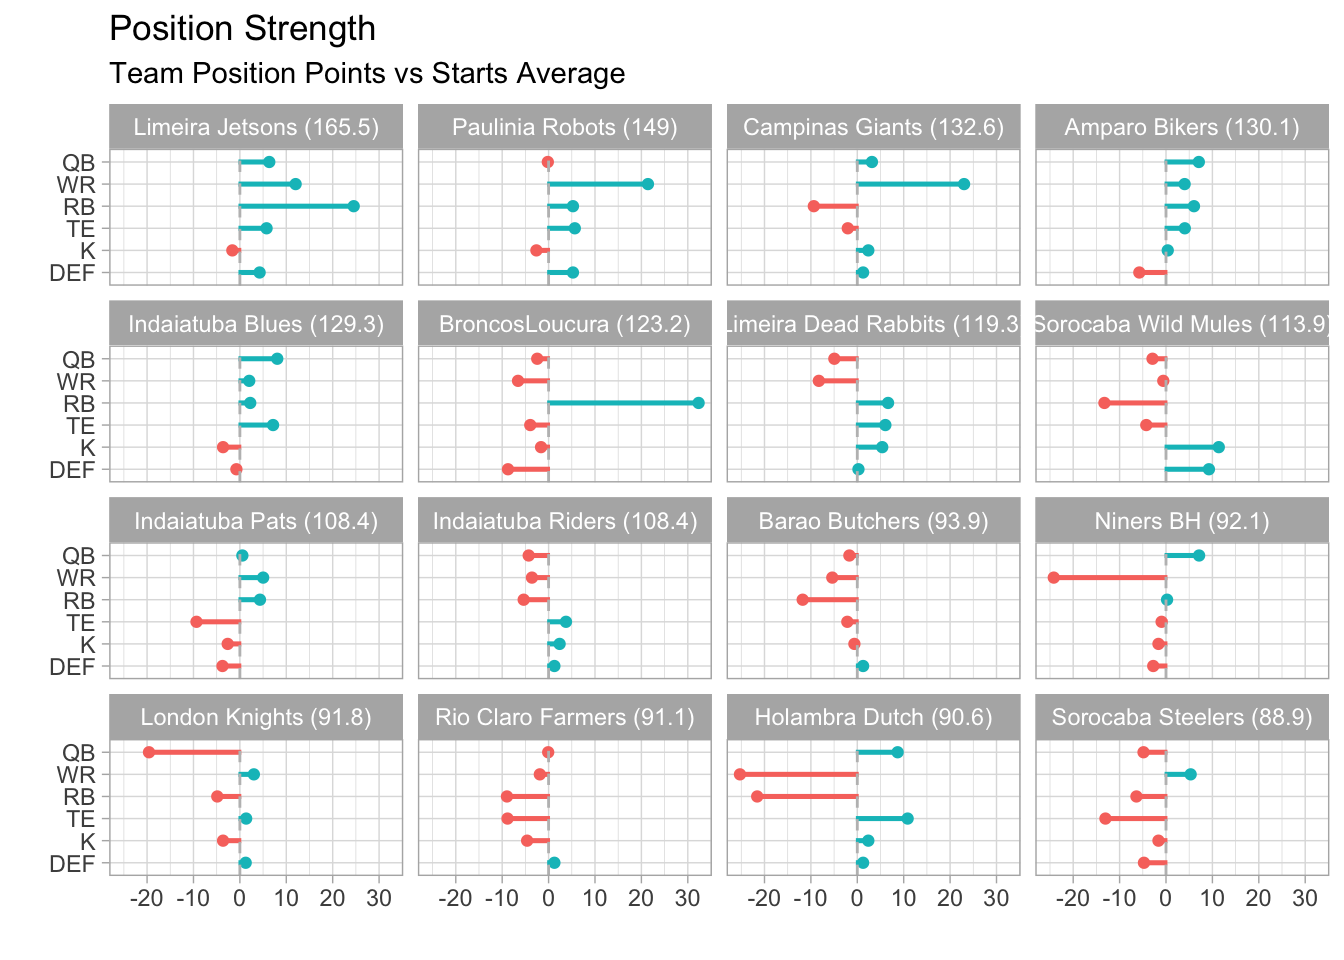 Position Strength
Team Position Points vs Starts Average
Limeira Jetsons (165.5) Paulinia Robots (149) Campinas Giants (132.6) Amparo Bikers (130.1)
QB
WR
RB
TE
K
DEF
Indaiatuba Blues (129.3) BroncosLoucura (123.2) Limeira Dead Rabbits (119.3 Sorocaba Wild Mules (113.9)
QB
WR
RB
TE
K
DEF
Indaiatuba Pats (108.4) Indaiatuba Riders (108.4) Barao Butchers (93.9) Niners BH (92.1)
QB
WR
RB
TE
K
DEF
London Knights (91.8) Rio Claro Farmers (91.1) Holambra Dutch (90.6) Sorocaba Steelers (88.9)
QB
WR
RB
TE
K
DEF
-20 -10 0 10 20 30 -20 -10 0 10 20 30 -20 -10 0 10 20 30 -20 -10 0 10 20 30